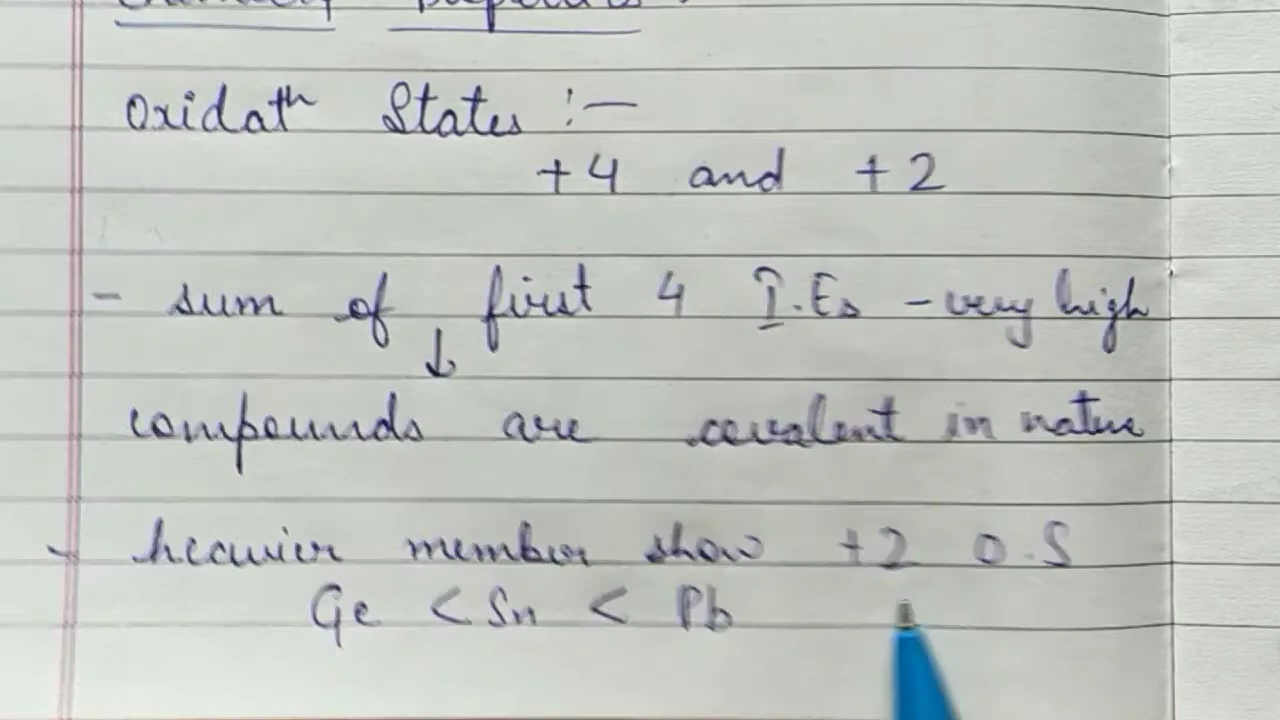 Oxidatn States :-
+4 and +2
- sum of first 4 I.Es - very high
↓
compounds are covalent in nature
- heavier member show +2 O.S
Ge < Sn < Pb